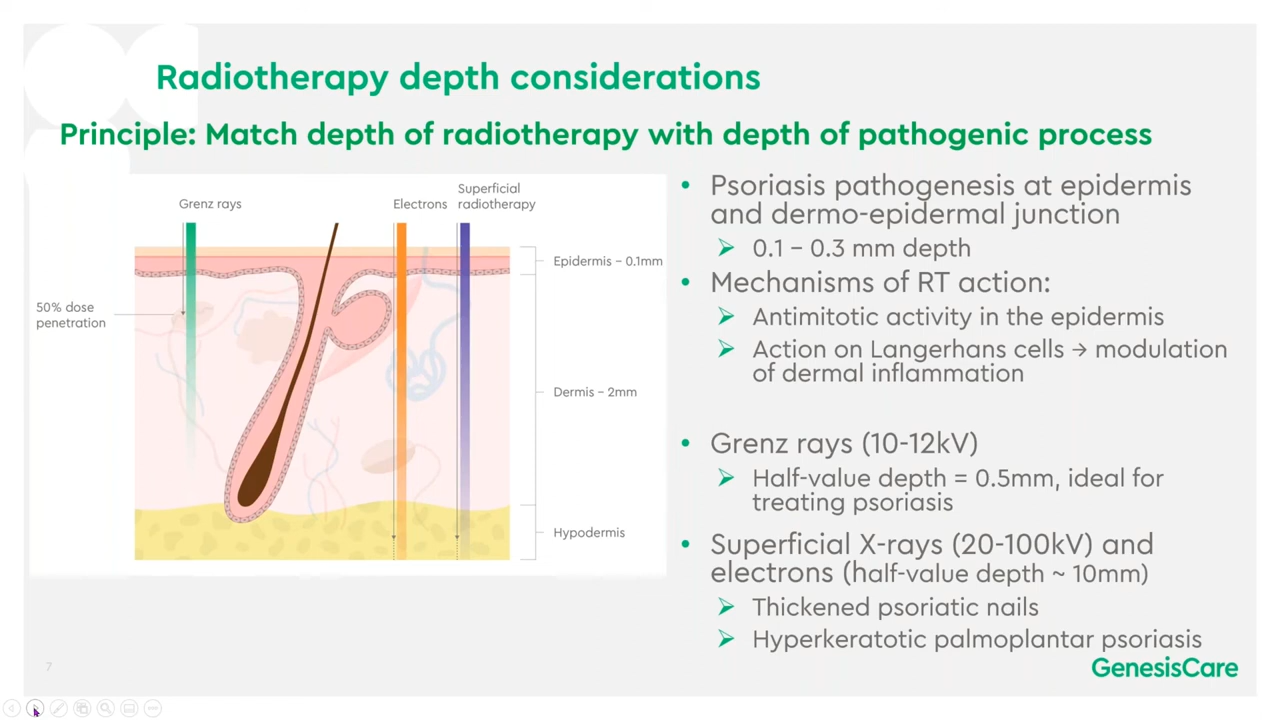 Radiotherapy depth considerations
Principle: Match depth of radiotherapy with depth of pathogenic process
Grenz rays
Electrons
Superficial
radiotherapy
50% dose
penetration
Epidermis - 0.1mm
Dermis - 2mm
Hypodermis
• Psoriasis pathogenesis at epidermis
and dermo-epidermal junction
➢ 0.1 – 0.3 mm depth
• Mechanisms of RT action:
➢ Antimitotic activity in the epidermis
➢ Action on Langerhans cells → modulation
of dermal inflammation
• Grenz rays (10-12kV)
➢ Half-value depth = 0.5mm, ideal for
treating psoriasis
• Superficial X-rays (20-100kV) and
electrons (half-value depth ~ 10mm)
➢ Thickened psoriatic nails
➢ Hyperkeratotic palmoplantar psoriasis
7
GenesisCare